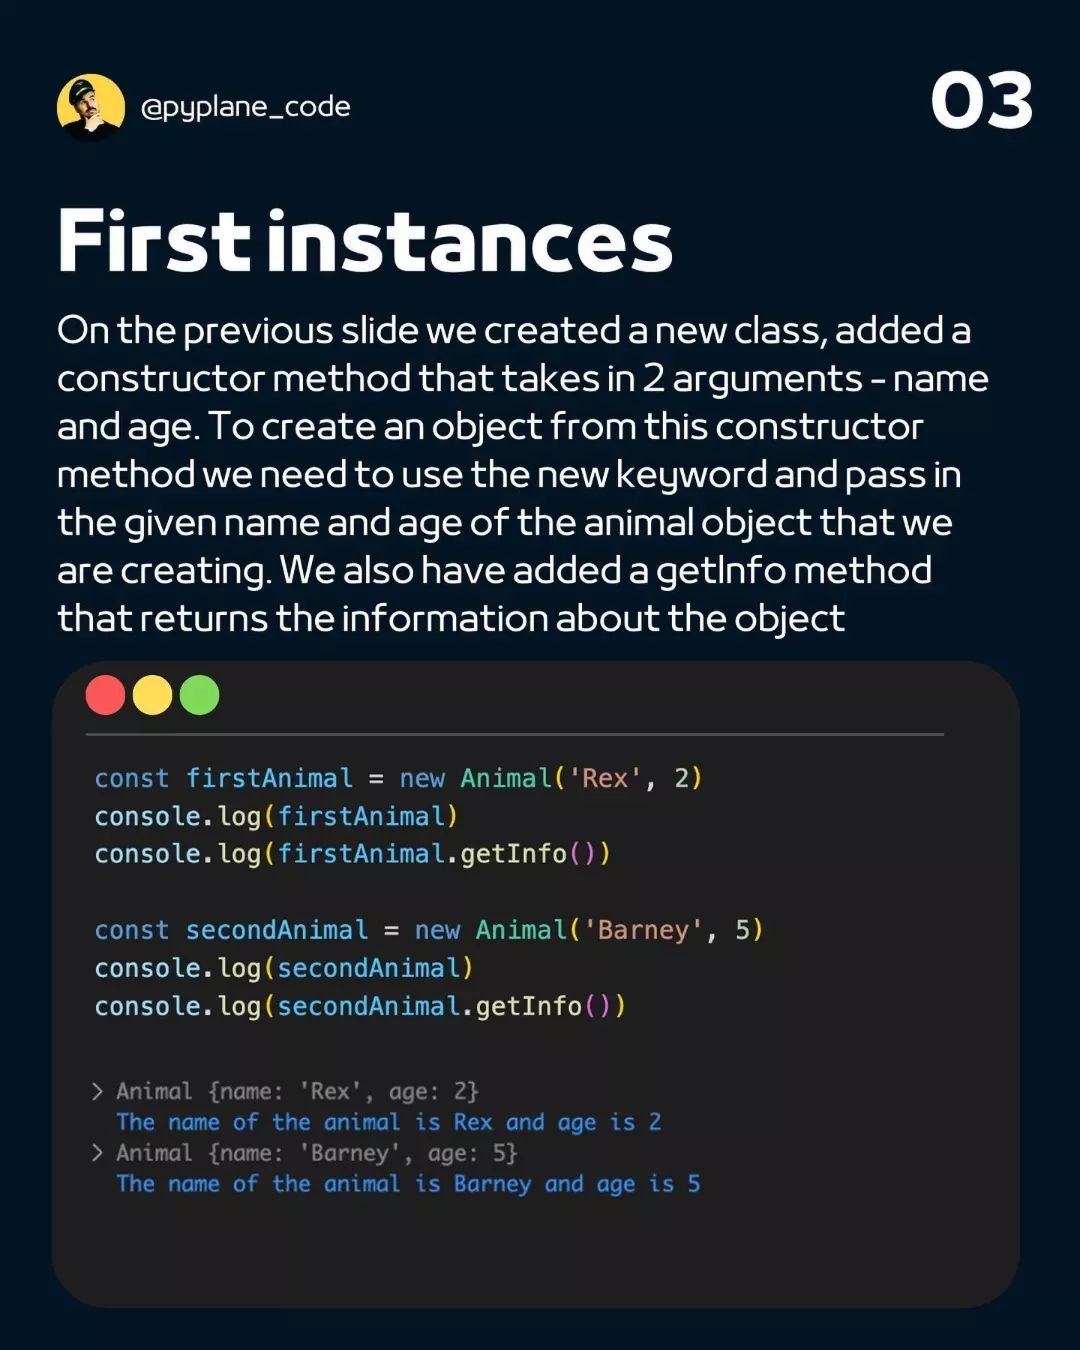 @pyplane_code
03
First instances
On the previous slide we created a new class, added a
constructor method that takes in 2 arguments - name
and age. To create an object from this constructor
method we need to use the new keyword and pass in
the given name and age of the animal object that we
are creating. We also have added a getInfo method
that returns the information about the object
const firstAnimal = new Animal('Rex', 2)
console.log(firstAnimal)
console.log(firstAnimal.getInfo())
const secondAnimal = new Animal('Barney', 5)
console.log(secondAnimal)
console.log(secondAnimal.getInfo())
> Animal {name: 'Rex', age: 2}
The name of the animal is Rex and age is 2
> Animal {name: 'Barney', age: 5}
The name of the animal is Barney and age is 5